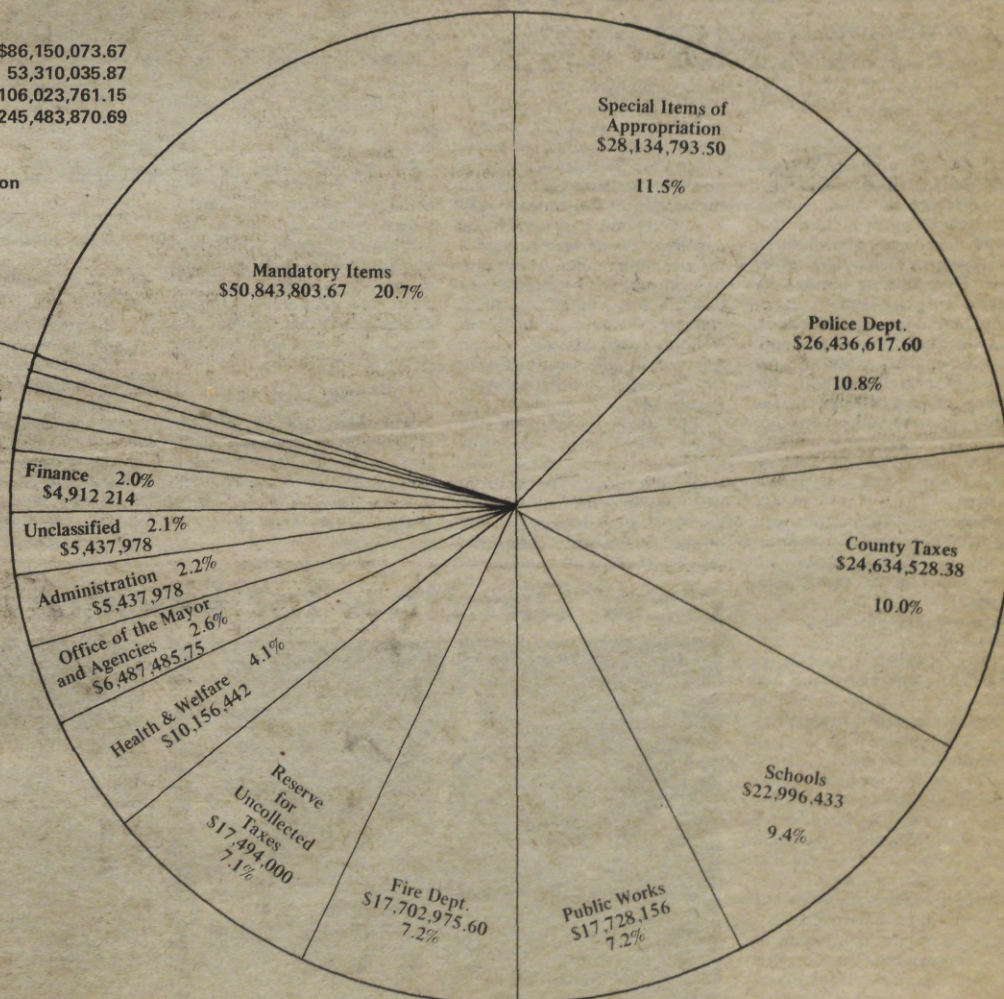 $86,150,073.67
53,310,035.87
106,023,761.15
245,483,870.69
Special Items of
Appropriation
$28,134,793.50
11.5%
Mandatory Items
$50,843,803.67 20.7%
Police Dept.
$26,436,617.60
10.8%
County Taxes
$24,634,528.38
10.0%
Schools
$22,996,433
9.4%
Public Works
$17,728,156
7.2%
Fire Dept.
$17,702,975.60
7.2%
Reserve
for
Uncollected
Taxes
$17,494,000
7.1%
Health & Welfare 4.1%
$10,156,442
Office of the Mayor
and Agencies 2.6%
$6,487,485.75
Administration 2.2%
$5,437,978
Unclassified 2.1%
$5,437,978
Finance 2.0%
$4,912 214